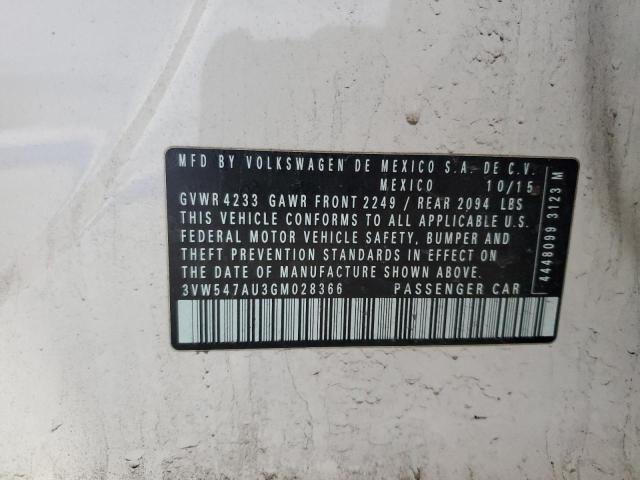 MFD BY VOLKSWAGEN DE MEXICO S.A. DE C.V.
MEXICO 10/15
GVWR 4233 GAWR FRONT 2249 / REAR 2094 LBS
THIS VEHICLE CONFORMS TO ALL APPLICABLE U.S.
FEDERAL MOTOR VEHICLE SAFETY, BUMPER AND
THEFT PREVENTION STANDARDS IN EFFECT ON
THE DATE OF MANUFACTURE SHOWN ABOVE.
3VW547AU3GM028366 PASSENGER CAR
4448099 3123 M